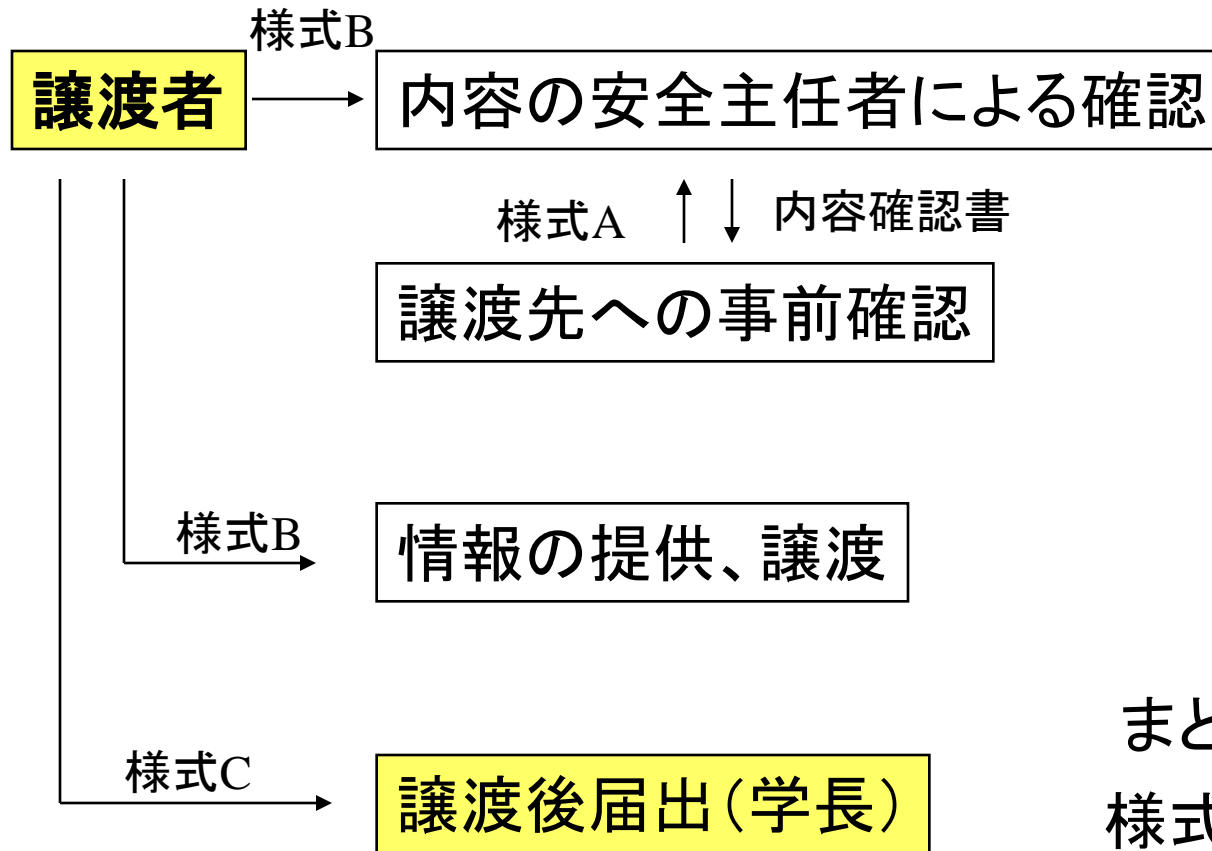 様式B
譲渡者
内容の安全主任者による確認
様式A
内容確認書
譲渡先への事前確認
様式B
情報の提供、譲渡
まと
様式C
譲渡後届出（学長）
様式